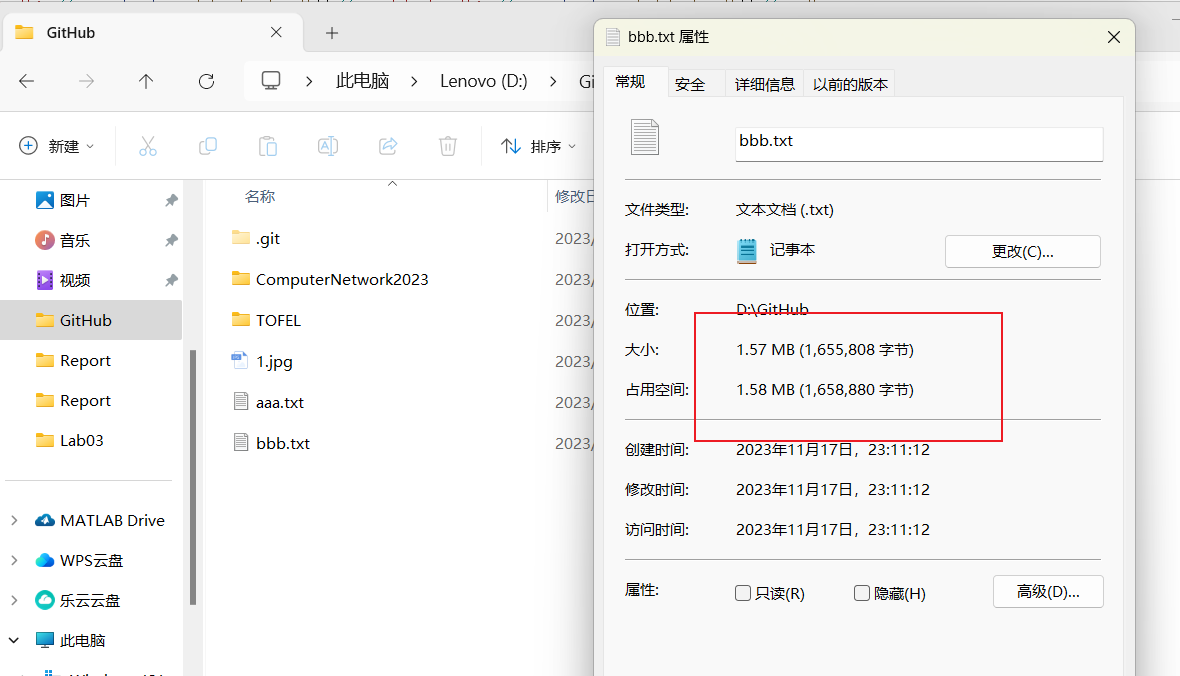 GitHub
此电脑
Lenovo (D:)
新建
排序
图片
音乐
视频
GitHub
Report
Report
Lab03
MATLAB Drive
WPS云盘
乐云云盘
此电脑
名称
.git
2023/
ComputerNetwork2023
2023/
TOFEL
2023/
1.jpg
2023/
aaa.txt
2023/
bbb.txt
2023/
bbb.txt 属性
常规 安全 详细信息 以前的版本
bbb.txt
文件类型: 文本文档 (.txt)
打开方式: 记事本 更改(C)...
位置: D:\GitHub
大小: 1.57 MB (1,655,808 字节)
占用空间: 1.58 MB (1,658,880 字节)
创建时间: 2023年11月17日，23:11:12
修改时间: 2023年11月17日，23:11:12
访问时间: 2023年11月17日，23:11:12
属性: 只读(R) 隐藏(H) 高级(D)...